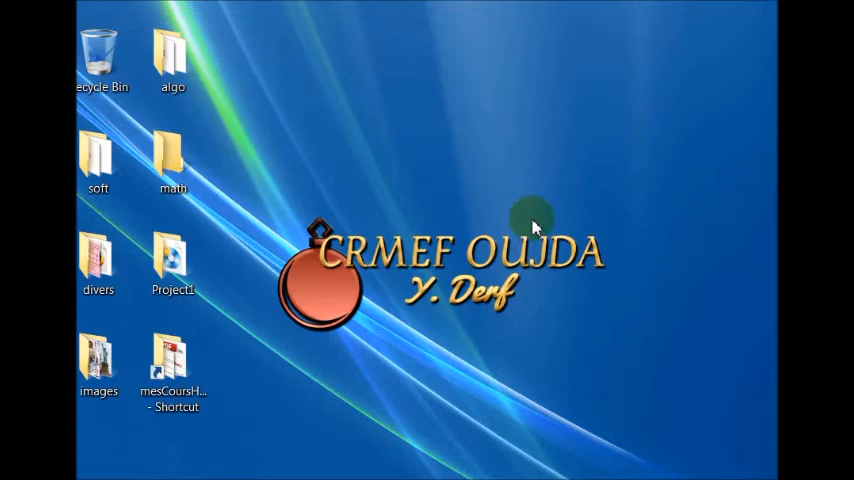 ecycle Bin
algo
soft
math
divers
Project1
images
mesCoursH...
- Shortcut
CRMEF OUJDA
Y. Derf